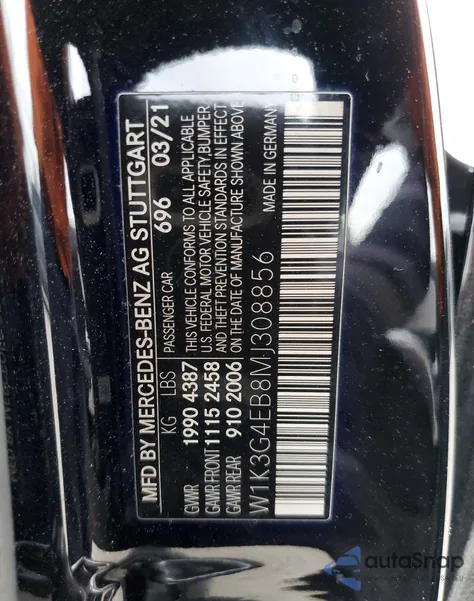 MFD BY MERCEDES-BENZ AG STUTTGART
KG LBS PASSENGER CAR 696 03/21
GVWR 1990 4387 THIS VEHICLE CONFORMS TO ALL APPLICABLE
GAWR FRONT 1115 2458 U.S. FEDERAL MOTOR VEHICLE SAFETY, BUMPER
GAWR REAR 910 2006 AND THEFT PREVENTION STANDARDS IN EFFECT
ON THE DATE OF MANUFACTURE SHOWN ABOVE
W1K3G4EB8MJ308856 MADE IN GERMANY
autoSnap